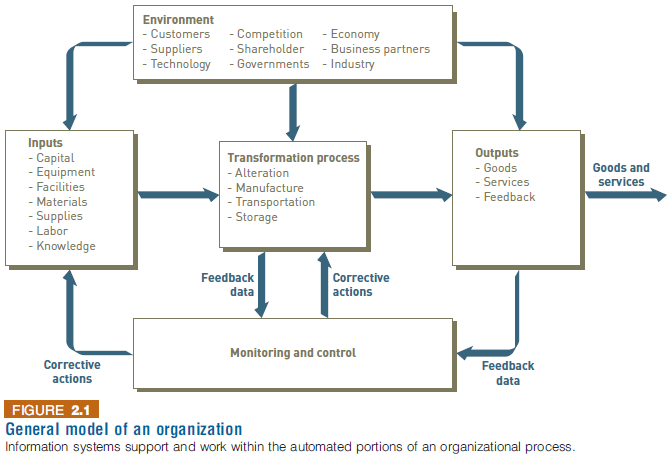 Environment
- Customers - Competition - Economy
- Suppliers - Shareholder - Business partners
- Technology - Governments - Industry
Inputs
- Capital
- Equipment
- Facilities
- Materials
- Supplies
- Labor
- Knowledge
Transformation process
- Alteration
- Manufacture
- Transportation
- Storage
Outputs
- Goods
- Services
- Feedback
Goods and
services
Feedback
data
Corrective
actions
Monitoring and control
Corrective
actions
Feedback
data
FIGURE 2.1
General model of an organization
Information systems support and work within the automated portions of an organizational process.